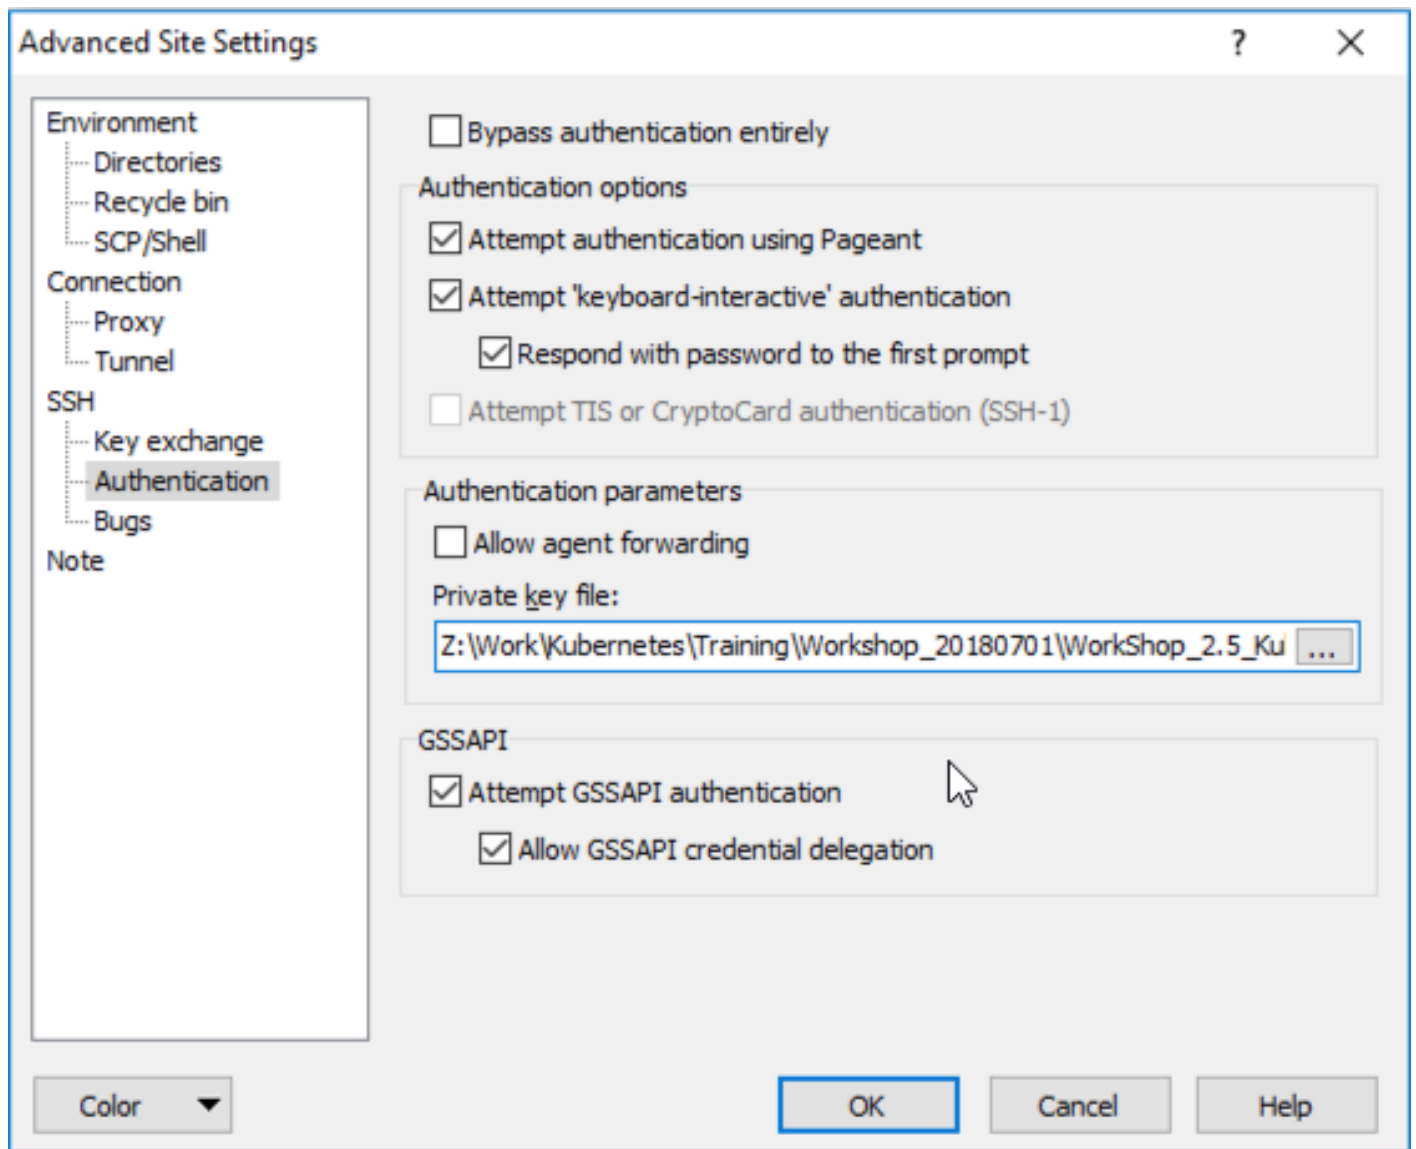 Advanced Site Settings ?
Environment
Directories
Recycle bin
SCP/Shell
Connection
Proxy
Tunnel
SSH
Key exchange
Authentication
Bugs
Note
Bypass authentication entirely
Authentication options
Attempt authentication using Pageant
Attempt 'keyboard-interactive' authentication
Respond with password to the first prompt
Attempt TIS or CryptoCard authentication (SSH-1)
Authentication parameters
Allow agent forwarding
Private key file:
Z:\Work\Kubernetes\Training\Workshop_20180701\WorkShop_2.5_Ku ...
GSSAPI
Attempt GSSAPI authentication
Allow GSSAPI credential delegation
Color OK Cancel Help